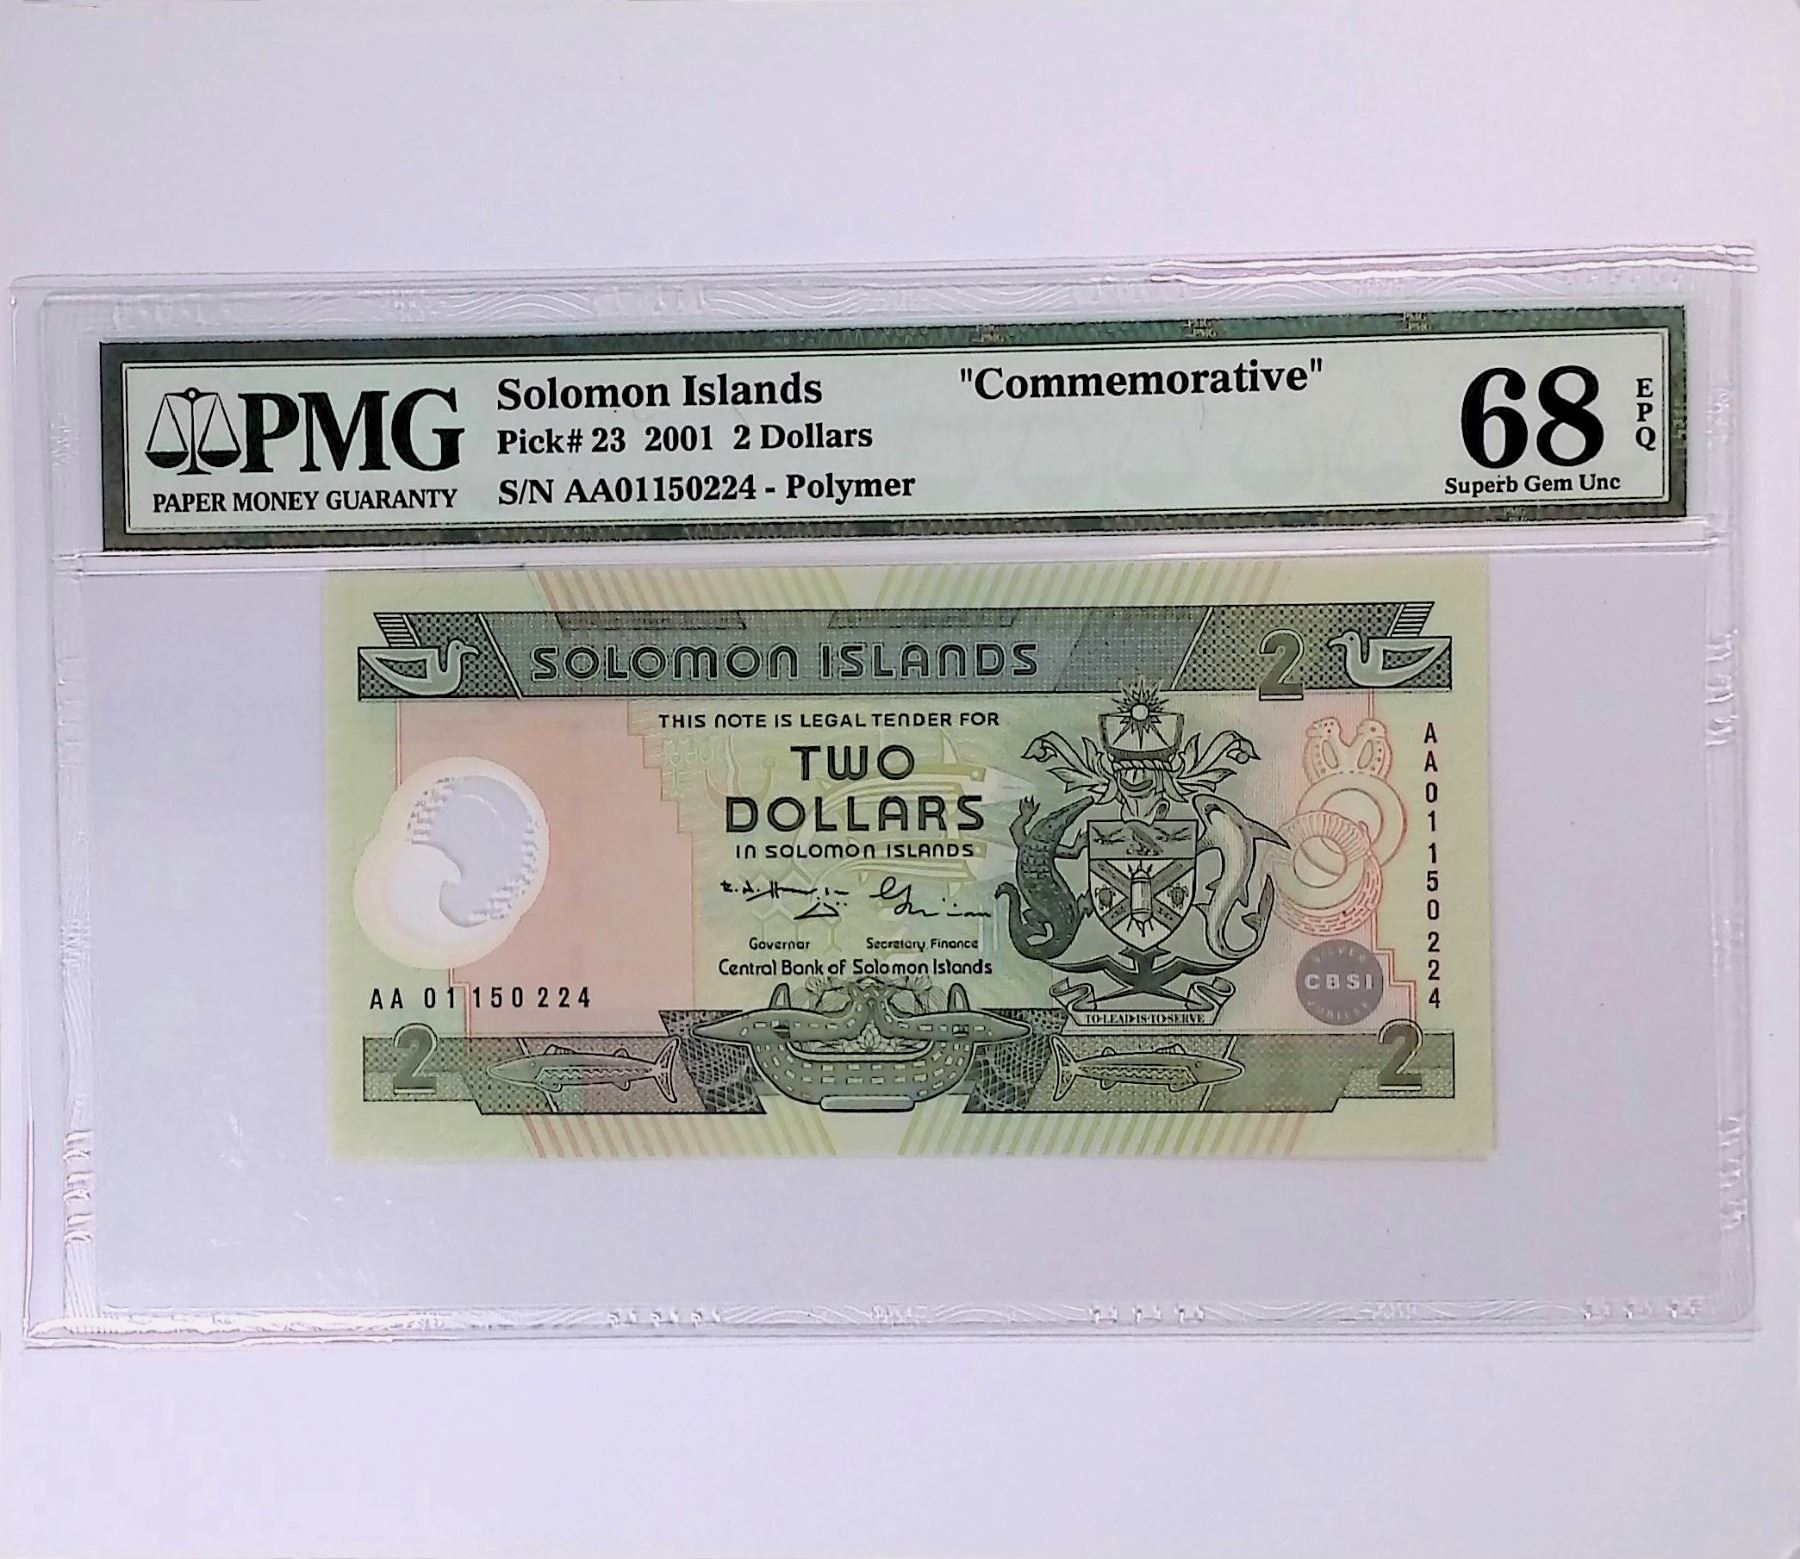 Solomon Islands "Commemorative"
Pick# 23 2001 2 Dollars
S/N AA01150224 - Polymer
PMG
PAPER MONEY GUARANTY
68
EPQ
Superb Gem Unc
SOLOMON ISLANDS
2
THIS NOTE IS LEGAL TENDER FOR
TWO
DOLLARS
IN SOLOMON ISLANDS
Governor Secretary, Finance
Central Bank of Solomon Islands
AA 01150224
AA01150224
SILVER
CBSI
JUBILEE
TO LEAD IS TO SERVE
2
2